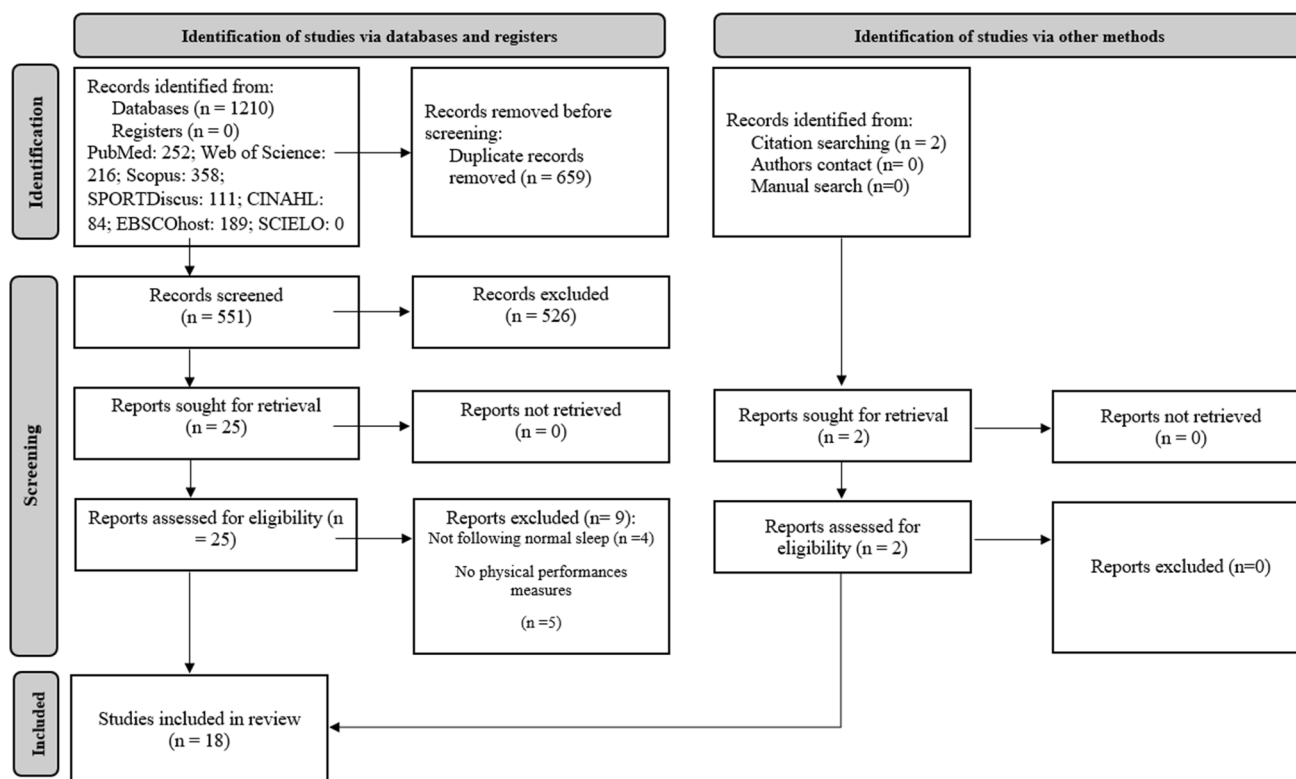 Identification of studies via databases and registers
Identification of studies via other methods
Identification
Records identified from:
Databases (n = 1210)
Registers (n = 0)
PubMed: 252; Web of Science:
216; Scopus: 358;
SPORTDiscus: 111; CINAHL:
84; EBSCOhost: 189; SCIELO: 0
Records removed before
screening:
Duplicate records
removed (n = 659)
Records identified from:
Citation searching (n = 2)
Authors contact (n= 0)
Manual search (n=0)
Screening
Records screened
(n = 551)
Records excluded
(n = 526)
Reports sought for retrieval
(n = 25)
Reports not retrieved
(n = 0)
Reports sought for retrieval
(n = 2)
Reports not retrieved
(n = 0)
Reports assessed for eligibility (n
= 25)
Reports excluded (n= 9):
Not following normal sleep (n =4)
No physical performances
measures
(n =5)
Reports assessed for
eligibility (n = 2)
Reports excluded (n=0)
Included
Studies included in review
(n = 18)